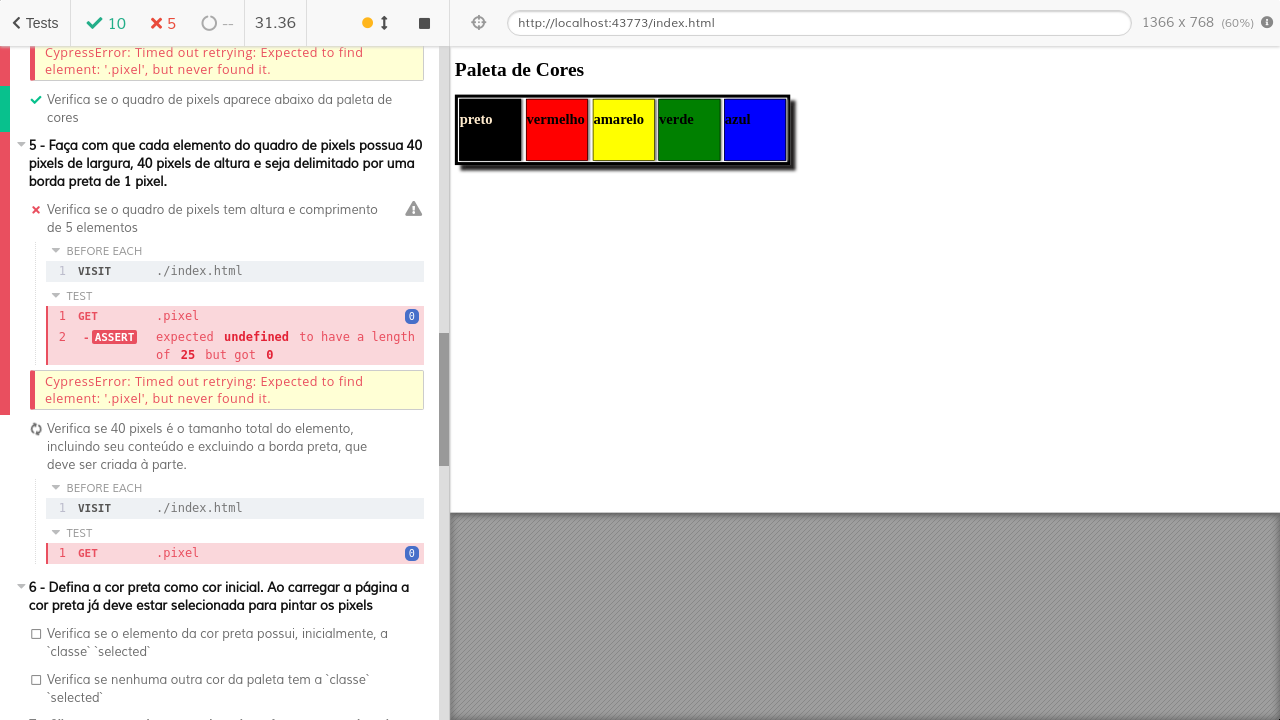 Tests
10
5
--
31.36
http://localhost:43773/index.html
1366 x 768 (60%)
CypressError: Timed out retrying: Expected to find
element: '.pixel', but never found it.
Verifica se o quadro de pixels aparece abaixo da paleta de
cores
5 - Faça com que cada elemento do quadro de pixels possua 40
pixels de largura, 40 pixels de altura e seja delimitado por uma
borda preta de 1 pixel.
Verifica se o quadro de pixels tem altura e comprimento
de 5 elementos
BEFORE EACH
1 VISIT ./index.html
TEST
1 GET .pixel 0
2 -ASSERT expected undefined to have a length
of 25 but got 0
CypressError: Timed out retrying: Expected to find
element: '.pixel', but never found it.
Verifica se 40 pixels é o tamanho total do elemento,
incluindo seu conteúdo e excluindo a borda preta, que
deve ser criada à parte.
BEFORE EACH
1 VISIT ./index.html
TEST
1 GET .pixel 0
6 - Defina a cor preta como cor inicial. Ao carregar a página a
cor preta já deve estar selecionada para pintar os pixels
Verifica se o elemento da cor preta possui, inicialmente, a
`classe` `selected`
Verifica se nenhuma outra cor da paleta tem a `classe`
`selected`
Paleta de Cores
preto vermelho amarelo verde azul